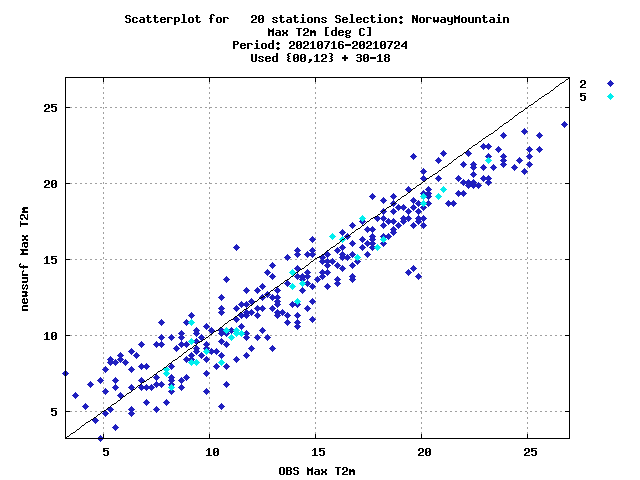 Scatterplot for   20 stations Selection: NorwayMountain
Max T2m [deg C]
Period: 20210716-20210724
Used {00,12} + 30-18
2
5
25
20
15
10
5
newsurf Max T2m
5
10
15
20
25
OBS Max T2m